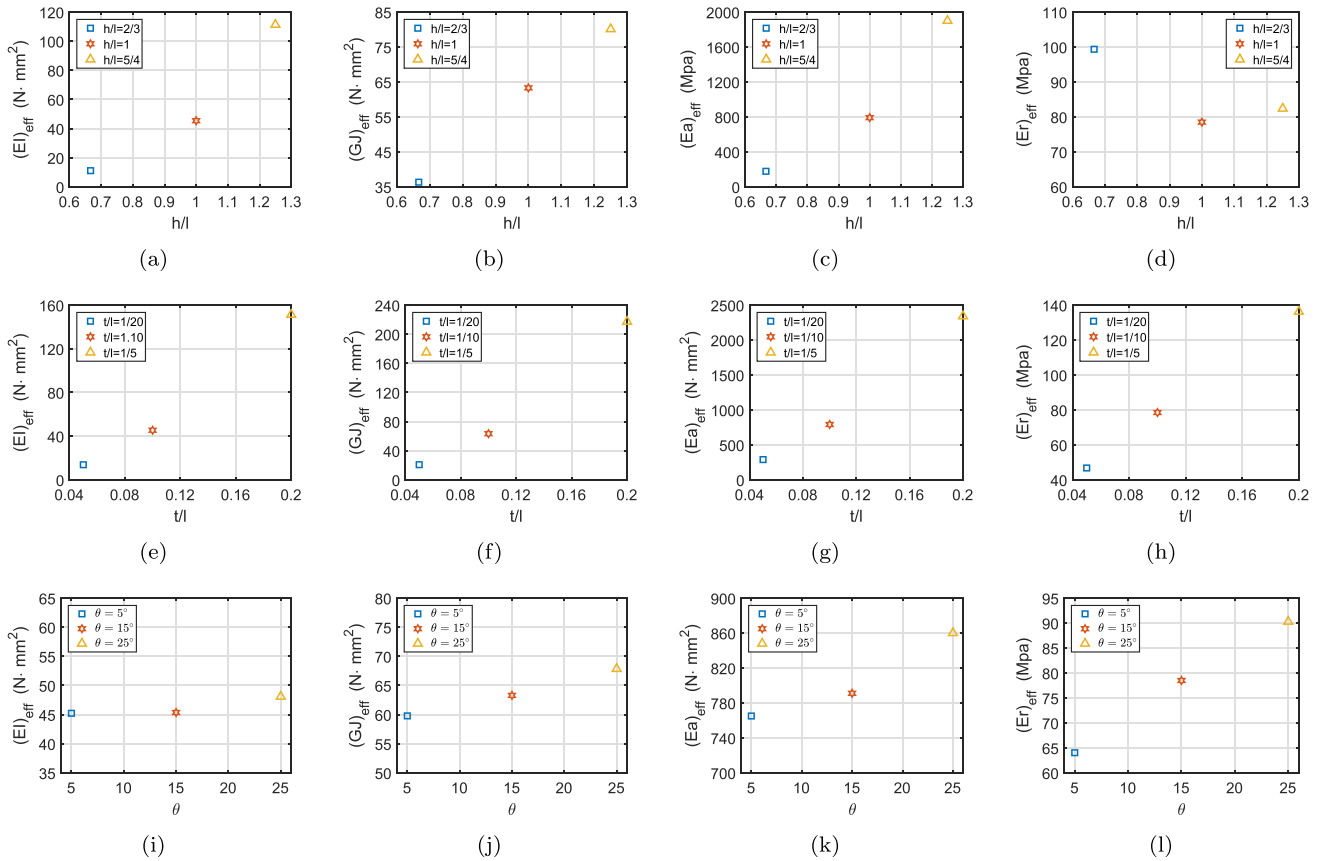 120
100
80
60
40
20
0
0.6 0.7 0.8 0.9 1 1.1 1.2 1.3
h/l
(EI)eff (N· mm2)
h/l=2/3
h/l=1
h/l=5/4
(a)
85
75
65
55
45
35
0.6 0.7 0.8 0.9 1 1.1 1.2 1.3
h/l
(GJ)eff (N· mm2)
h/l=2/3
h/l=1
h/l=5/4
(b)
2000
1600
1200
800
400
0
0.6 0.7 0.8 0.9 1 1.1 1.2 1.3
h/l
(Ea)eff (Mpa)
h/l=2/3
h/l=1
h/l=5/4
(c)
110
100
90
80
70
60
0.6 0.7 0.8 0.9 1 1.1 1.2 1.3
h/l
(Er)eff (Mpa)
h/l=2/3
h/l=1
h/l=5/4
(d)
160
120
80
40
0
0.04 0.08 0.12 0.16 0.2
t/l
(EI)eff (N· mm2)
t/l=1/20
t/l=1.10
t/l=1/5
(e)
240
200
160
120
80
40
0
0.04 0.08 0.12 0.16 0.2
t/l
(GJ)eff (N· mm2)
t/l=1/20
t/l=1/10
t/l=1/5
(f)
2500
2000
1500
1000
500
0
0.04 0.08 0.12 0.16 0.2
t/l
(Ea)eff (N· mm2)
t/l=1/20
t/l=1/10
t/l=1/5
(g)
140
120
100
80
60
40
0.04 0.08 0.12 0.16 0.2
t/l
(Er)eff (Mpa)
t/l=1/20
t/l=1/10
t/l=1/5
(h)
65
60
55
50
45
40
35
5 10 15 20 25
θ
(EI)eff (N· mm2)
θ = 5°
θ = 15°
θ = 25°
(i)
80
75
70
65
60
55
50
5 10 15 20 25
θ
(GJ)eff (N· mm2)
θ = 5°
θ = 15°
θ = 25°
(j)
900
860
820
780
740
700
5 10 15 20 25
θ
(Ea)eff (N· mm2)
θ = 5°
θ = 15°
θ = 25°
(k)
95
90
85
80
75
70
65
60
5 10 15 20 25
θ
(Er)eff (Mpa)
θ = 5°
θ = 15°
θ = 25°
(l)